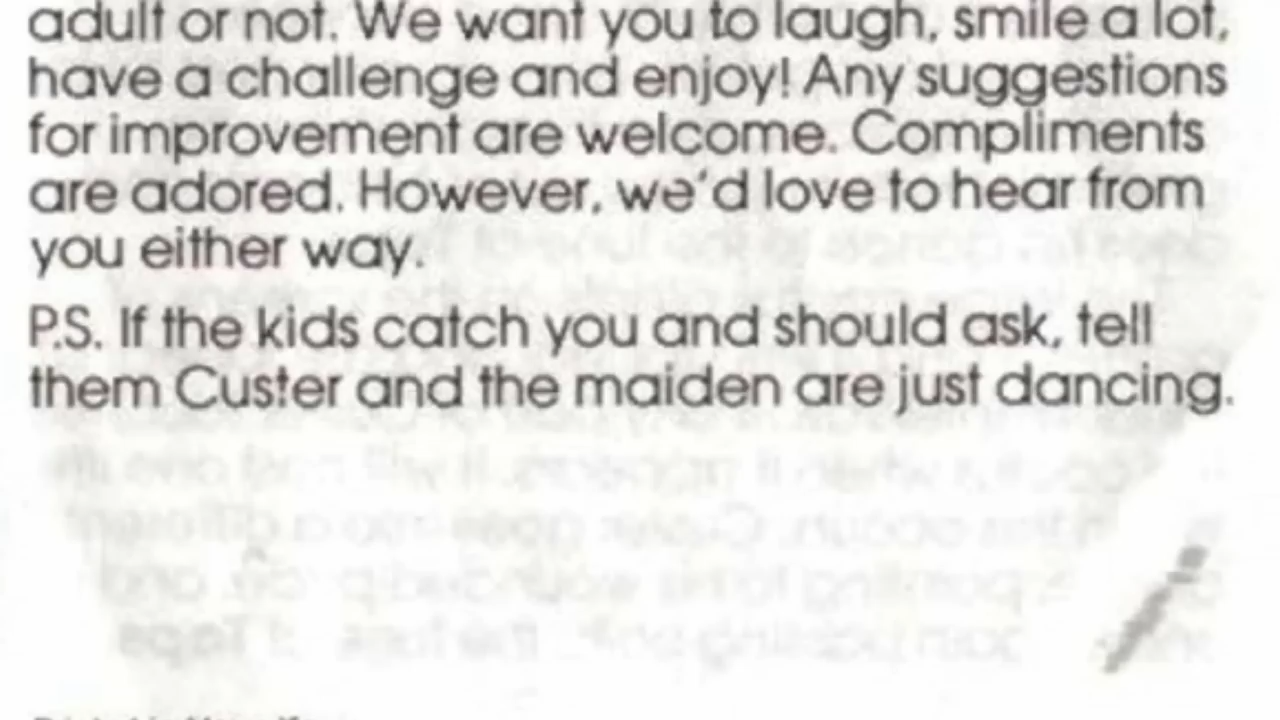 adult or not. We want you to laugh, smile a lot,
have a challenge and enjoy! Any suggestions
for improvement are welcome. Compliments
are adored. However, we'd love to hear from
you either way.
P.S. If the kids catch you and should ask, tell
them Custer and the maiden are just dancing.